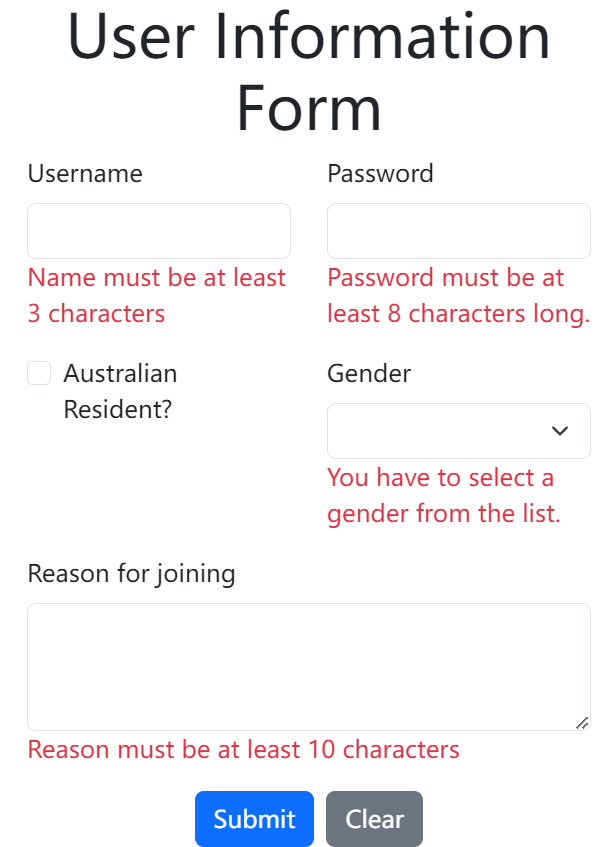 User Information
Form
Username
Password
Name must be at least
3 characters
Password must be at
least 8 characters long.
Australian
Resident?
Gender
You have to select a
gender from the list.
Reason for joining
Reason must be at least 10 characters
Submit
Clear